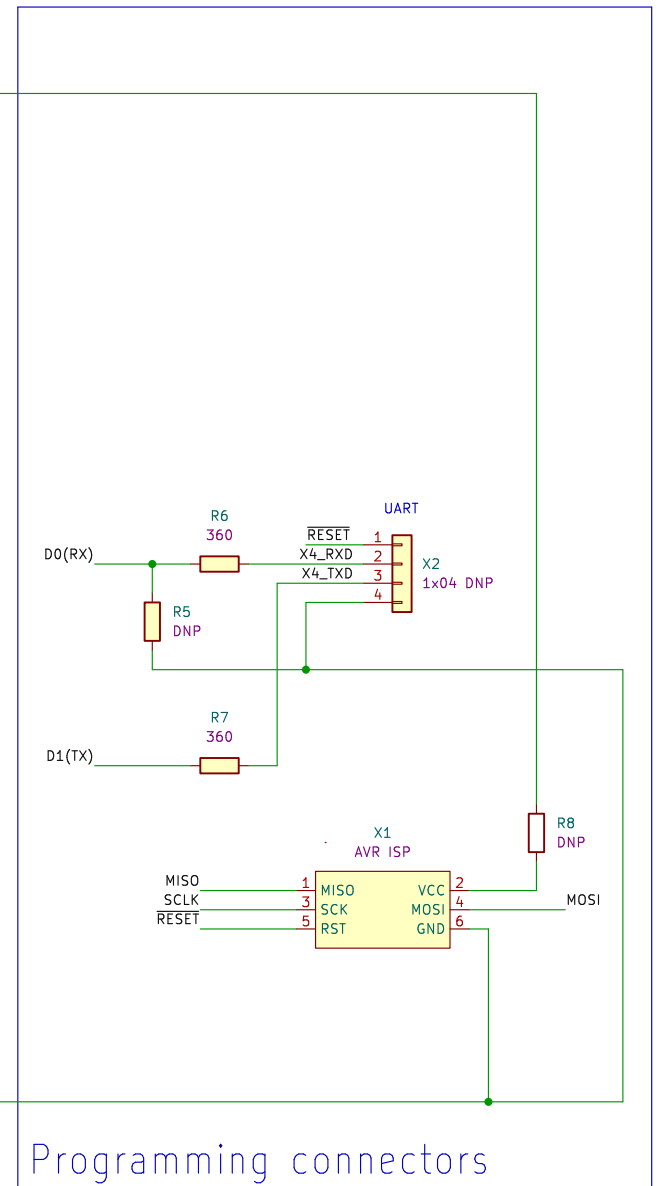 UART
R6
360
RESET
1
D0(RX)
X4_RXD
2
X2
X4_TXD
3
1x04 DNP
4
R5
DNP
R7
360
D1(TX)
R8
DNP
X1
AVR ISP
MISO
1
MISO
VCC
2
SCLK
3
SCK
MOSI
4
MOSI
RESET
5
RST
GND
6
Programming connectors